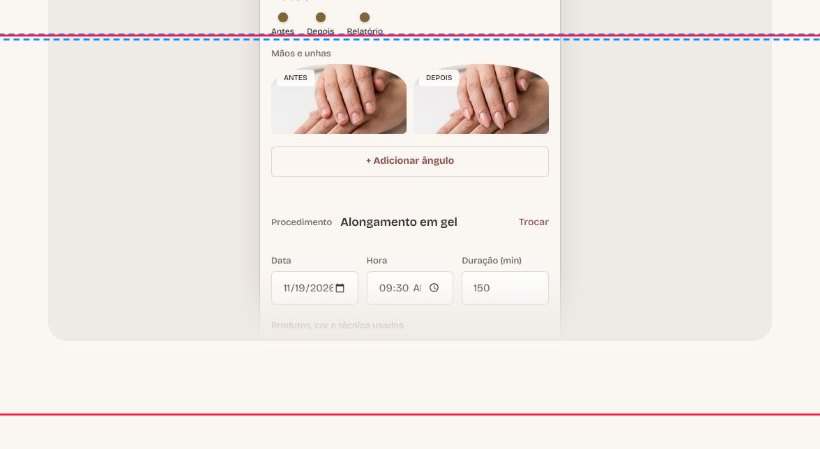 Antes Depois Relatório
Mãos e unhas
ANTES DEPOIS
+ Adicionar ângulo
Procedimento Alongamento em gel Trocar
Data Hora Duração (min)
11/19/2026 09:30 150
Produtos, cor e técnica usados